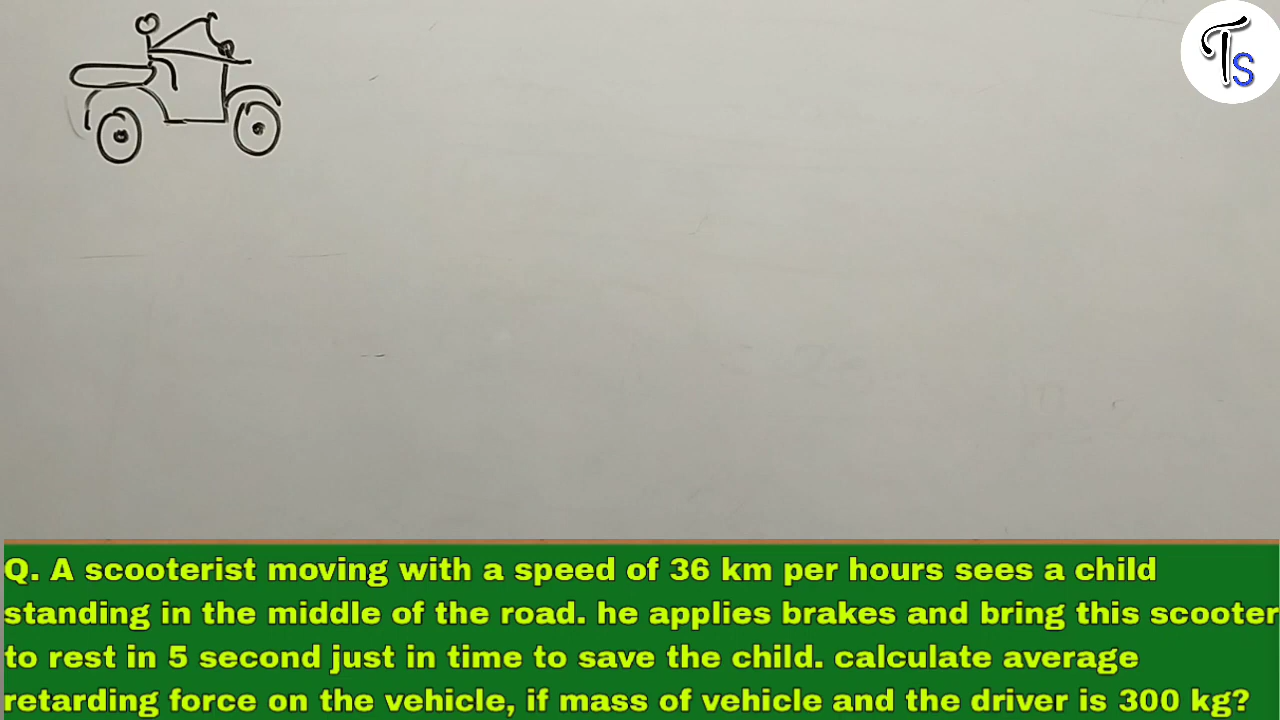 Ts
Q. A scooterist moving with a speed of 36 km per hours sees a child
standing in the middle of the road. he applies brakes and bring this scooter
to rest in 5 second just in time to save the child. calculate average
retarding force on the vehicle, if mass of vehicle and the driver is 300 kg?